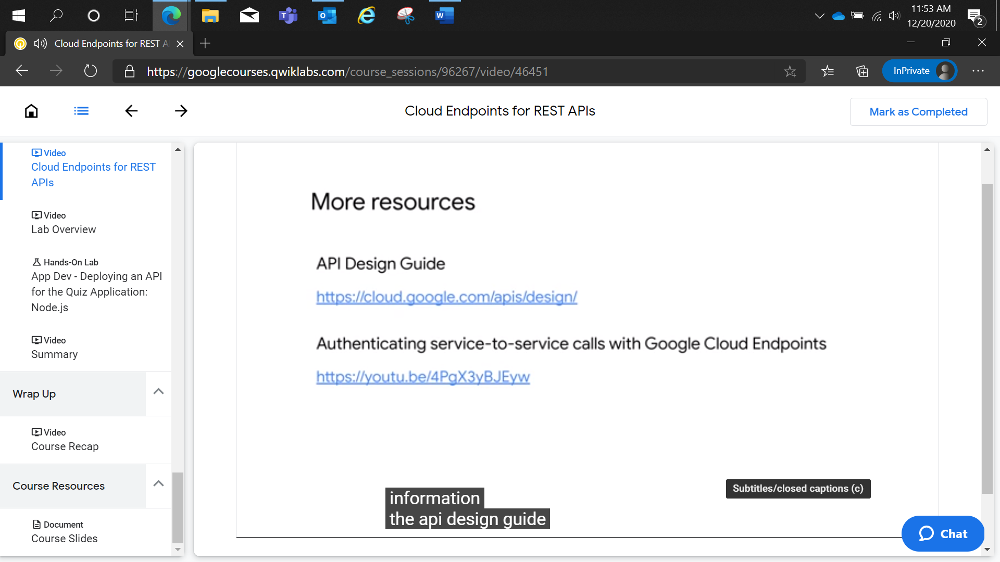 11:53 AM
12/20/2020
2
Cloud Endpoints for REST A
https://googlecourses.qwiklabs.com/course_sessions/96267/video/46451
InPrivate
Cloud Endpoints for REST APIs
Mark as Completed
Video
Cloud Endpoints for REST
APIs
Video
Lab Overview
Hands-On Lab
App Dev - Deploying an API
for the Quiz Application:
Node.js
Video
Summary
Wrap Up
Video
Course Recap
Course Resources
Document
Course Slides
More resources
API Design Guide
https://cloud.google.com/apis/design/
Authenticating service-to-service calls with Google Cloud Endpoints
https://youtu.be/4PgX3yBJEyw
Subtitles/closed captions (c)
information
the api design guide
Chat